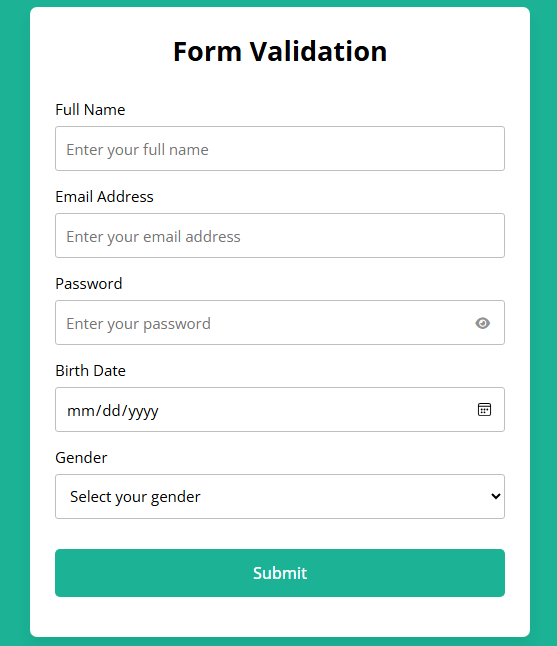 Form Validation
Full Name
Enter your full name
Email Address
Enter your email address
Password
Enter your password
Birth Date
mm/dd/yyyy
Gender
Select your gender
Submit